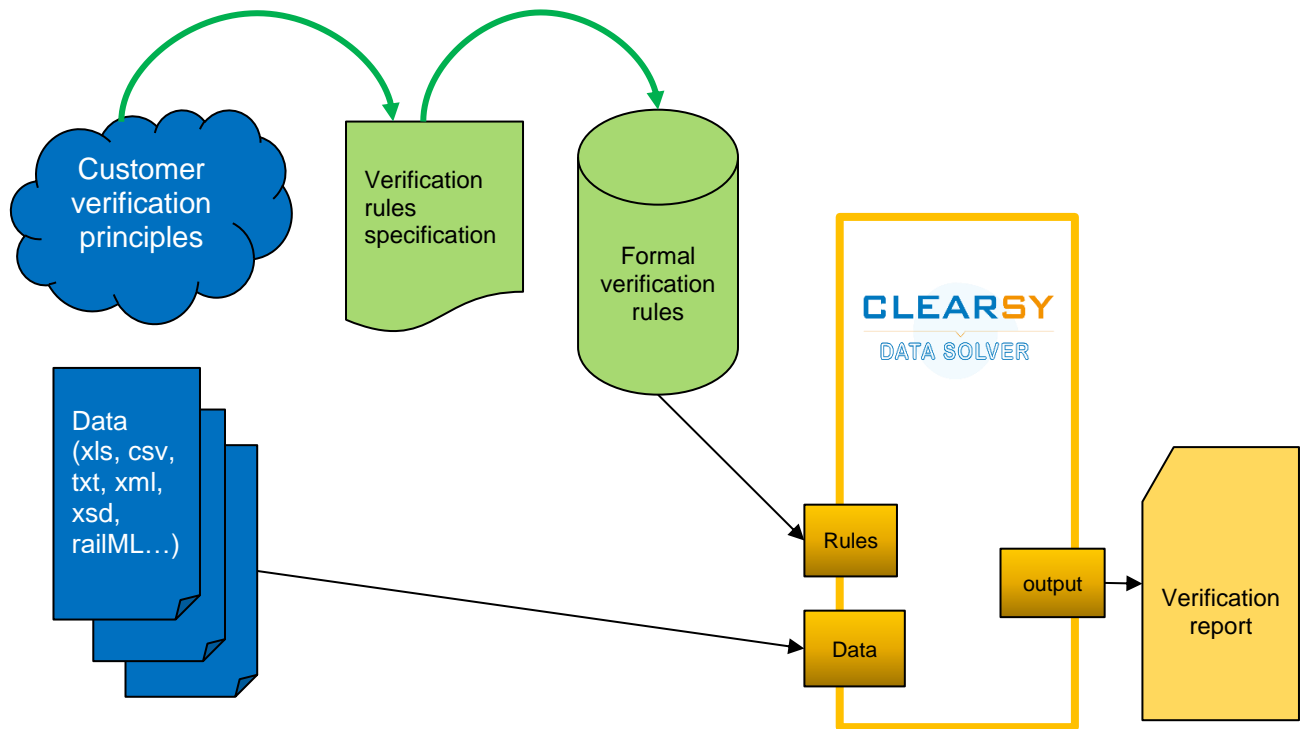 Customer
verification
principles
Verification
rules
specification
Formal
verification
rules
CLEARSY
DATA SOLVER
Data
(xls, csv,
txt, xml,
xsd,
railML…)
Rules
Data
output
Verification
report